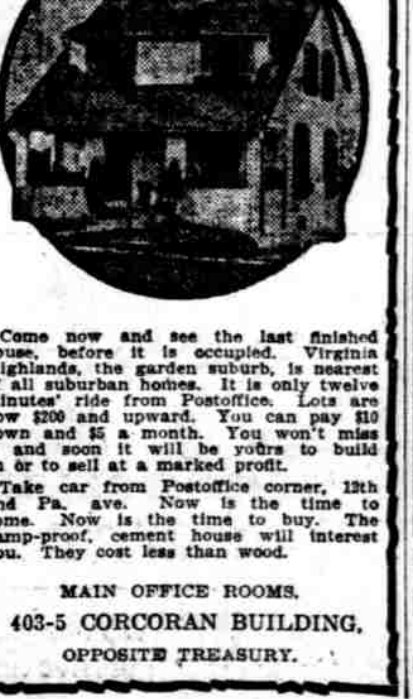 Come now and see the last finished
ouse, before it is occupied. Virginia
ighlands, the garden suburb, is nearest
f all suburban homes. It is only twelve
inutes' ride from Postoffice. Lots are
ow $200 and upward. You can pay $10
own and $5 a month. You won't miss
and soon it will be yours to build
n or to sell at a marked profit.
Take car from Postoffice corner, 12th
nd Pa. ave. Now is the time to
ome. Now is the time to buy. The
amp-proof, cement house will interest
ou. They cost less than wood.
MAIN OFFICE ROOMS,
403-5 CORCORAN BUILDING,
OPPOSITE TREASURY.